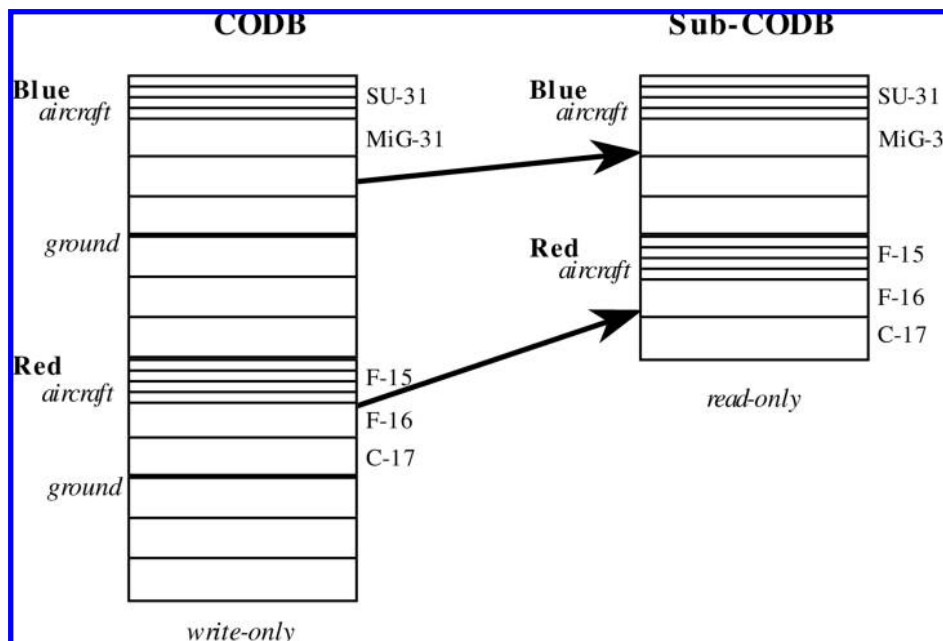 CODB
Blue
aircraft
SU-31
MiG-31
ground
Red
aircraft
F-15
F-16
C-17
ground
write-only
Sub-CODB
Blue
aircraft
SU-31
MiG-3
Red
aircraft
F-15
F-16
C-17
read-only